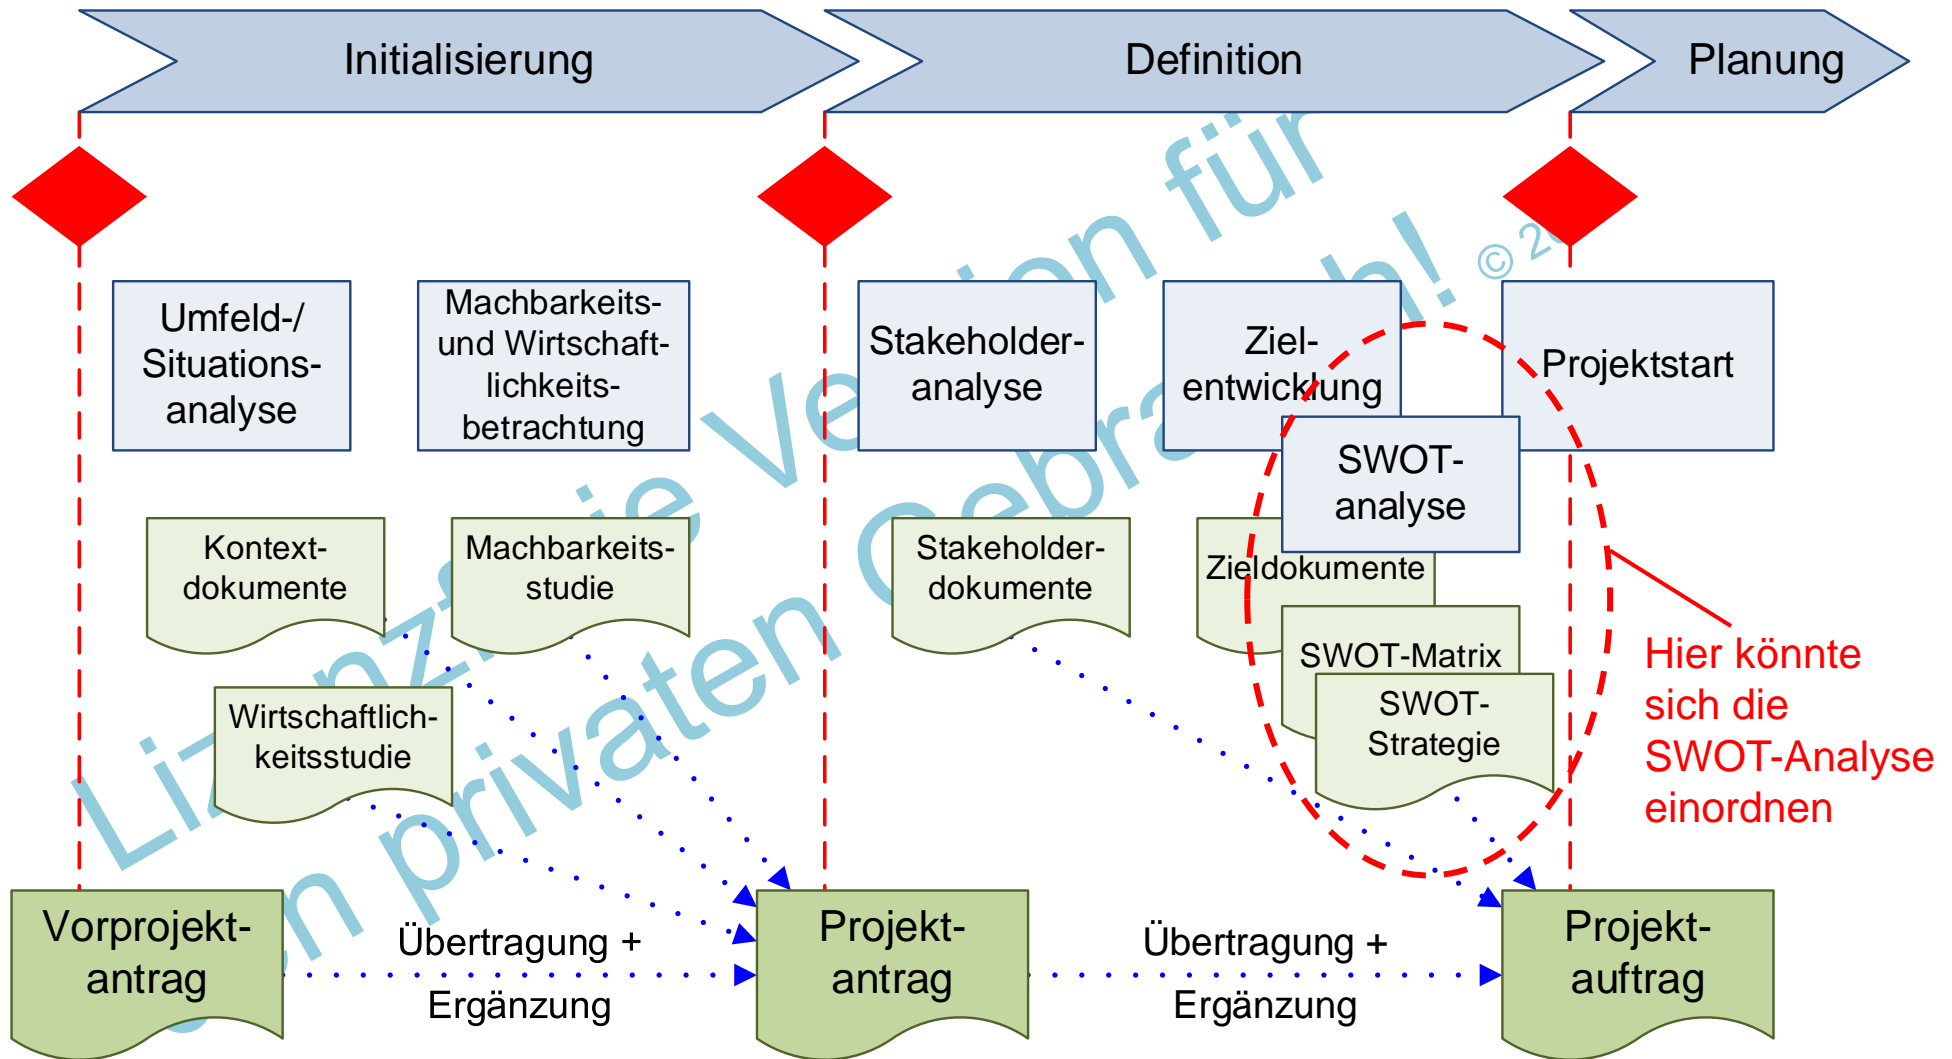 Initialisierung
Definition
Planung
Umfeld-/
Situations-
analyse
Machbarkeits-
und Wirtschaft-
lichkeits-
betrachtung
Stakeholder-
analyse
Ziel-
entwicklung
Projektstart
SWOT-
analyse
Kontext-
dokumente
Machbarkeits-
studie
Wirtschaftlich-
keitsstudie
Stakeholder-
dokumente
Zieldokumente
SWOT-Matrix
SWOT-
Strategie
Hier könnte
sich die
SWOT-Analyse
einordnen
Vorprojekt-
antrag
Übertragung +
Ergänzung
Projekt-
antrag
Übertragung +
Ergänzung
Projekt-
auftrag
für
privaten
©